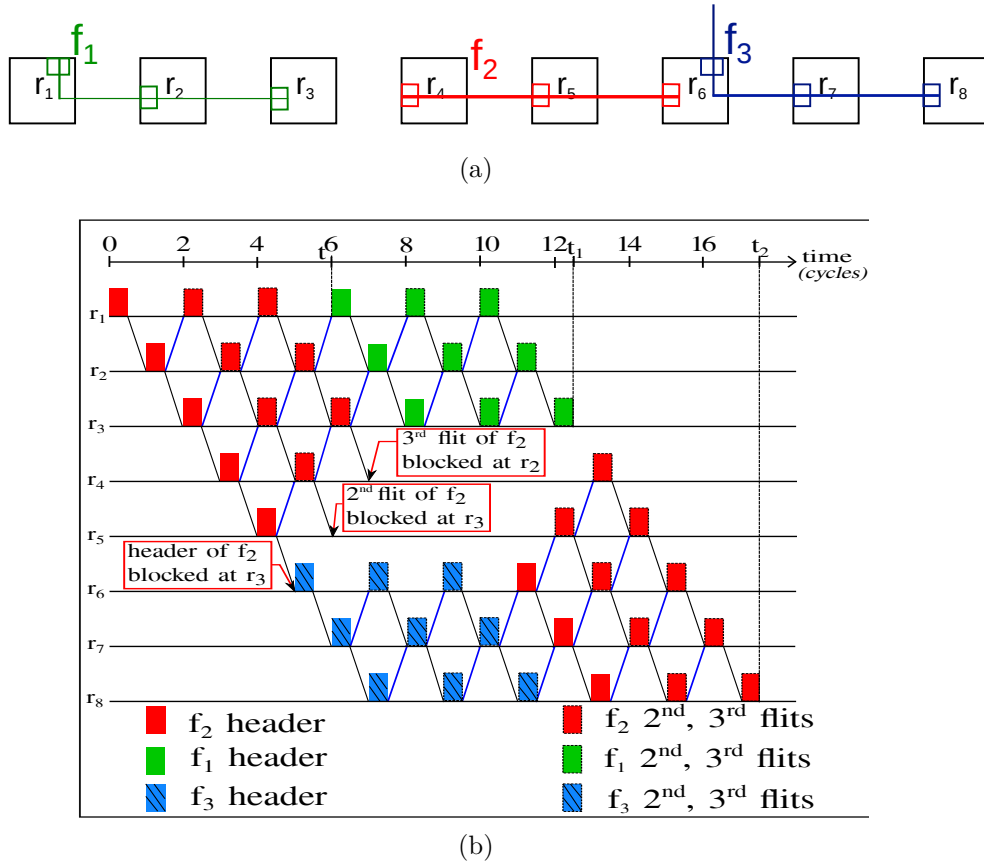 f₁ f₂ f₃
r₁ r₂ r₃ r₄ r₅ r₆ r₇ r₈
(a)
0 2 4 t 6 8 10 12 t₁ 14 16 t₂ time
(cycles)
r₁
r₂
r₃
3rd flit of f₂
blocked at r₂
r₄
2nd flit of f₂
blocked at r₃
r₅
header of f₂
blocked at r₃
r₆
r₇
r₈
f₂ header f₂ 2nd, 3rd flits
f₁ header f₁ 2nd, 3rd flits
f₃ header f₃ 2nd, 3rd flits
(b)